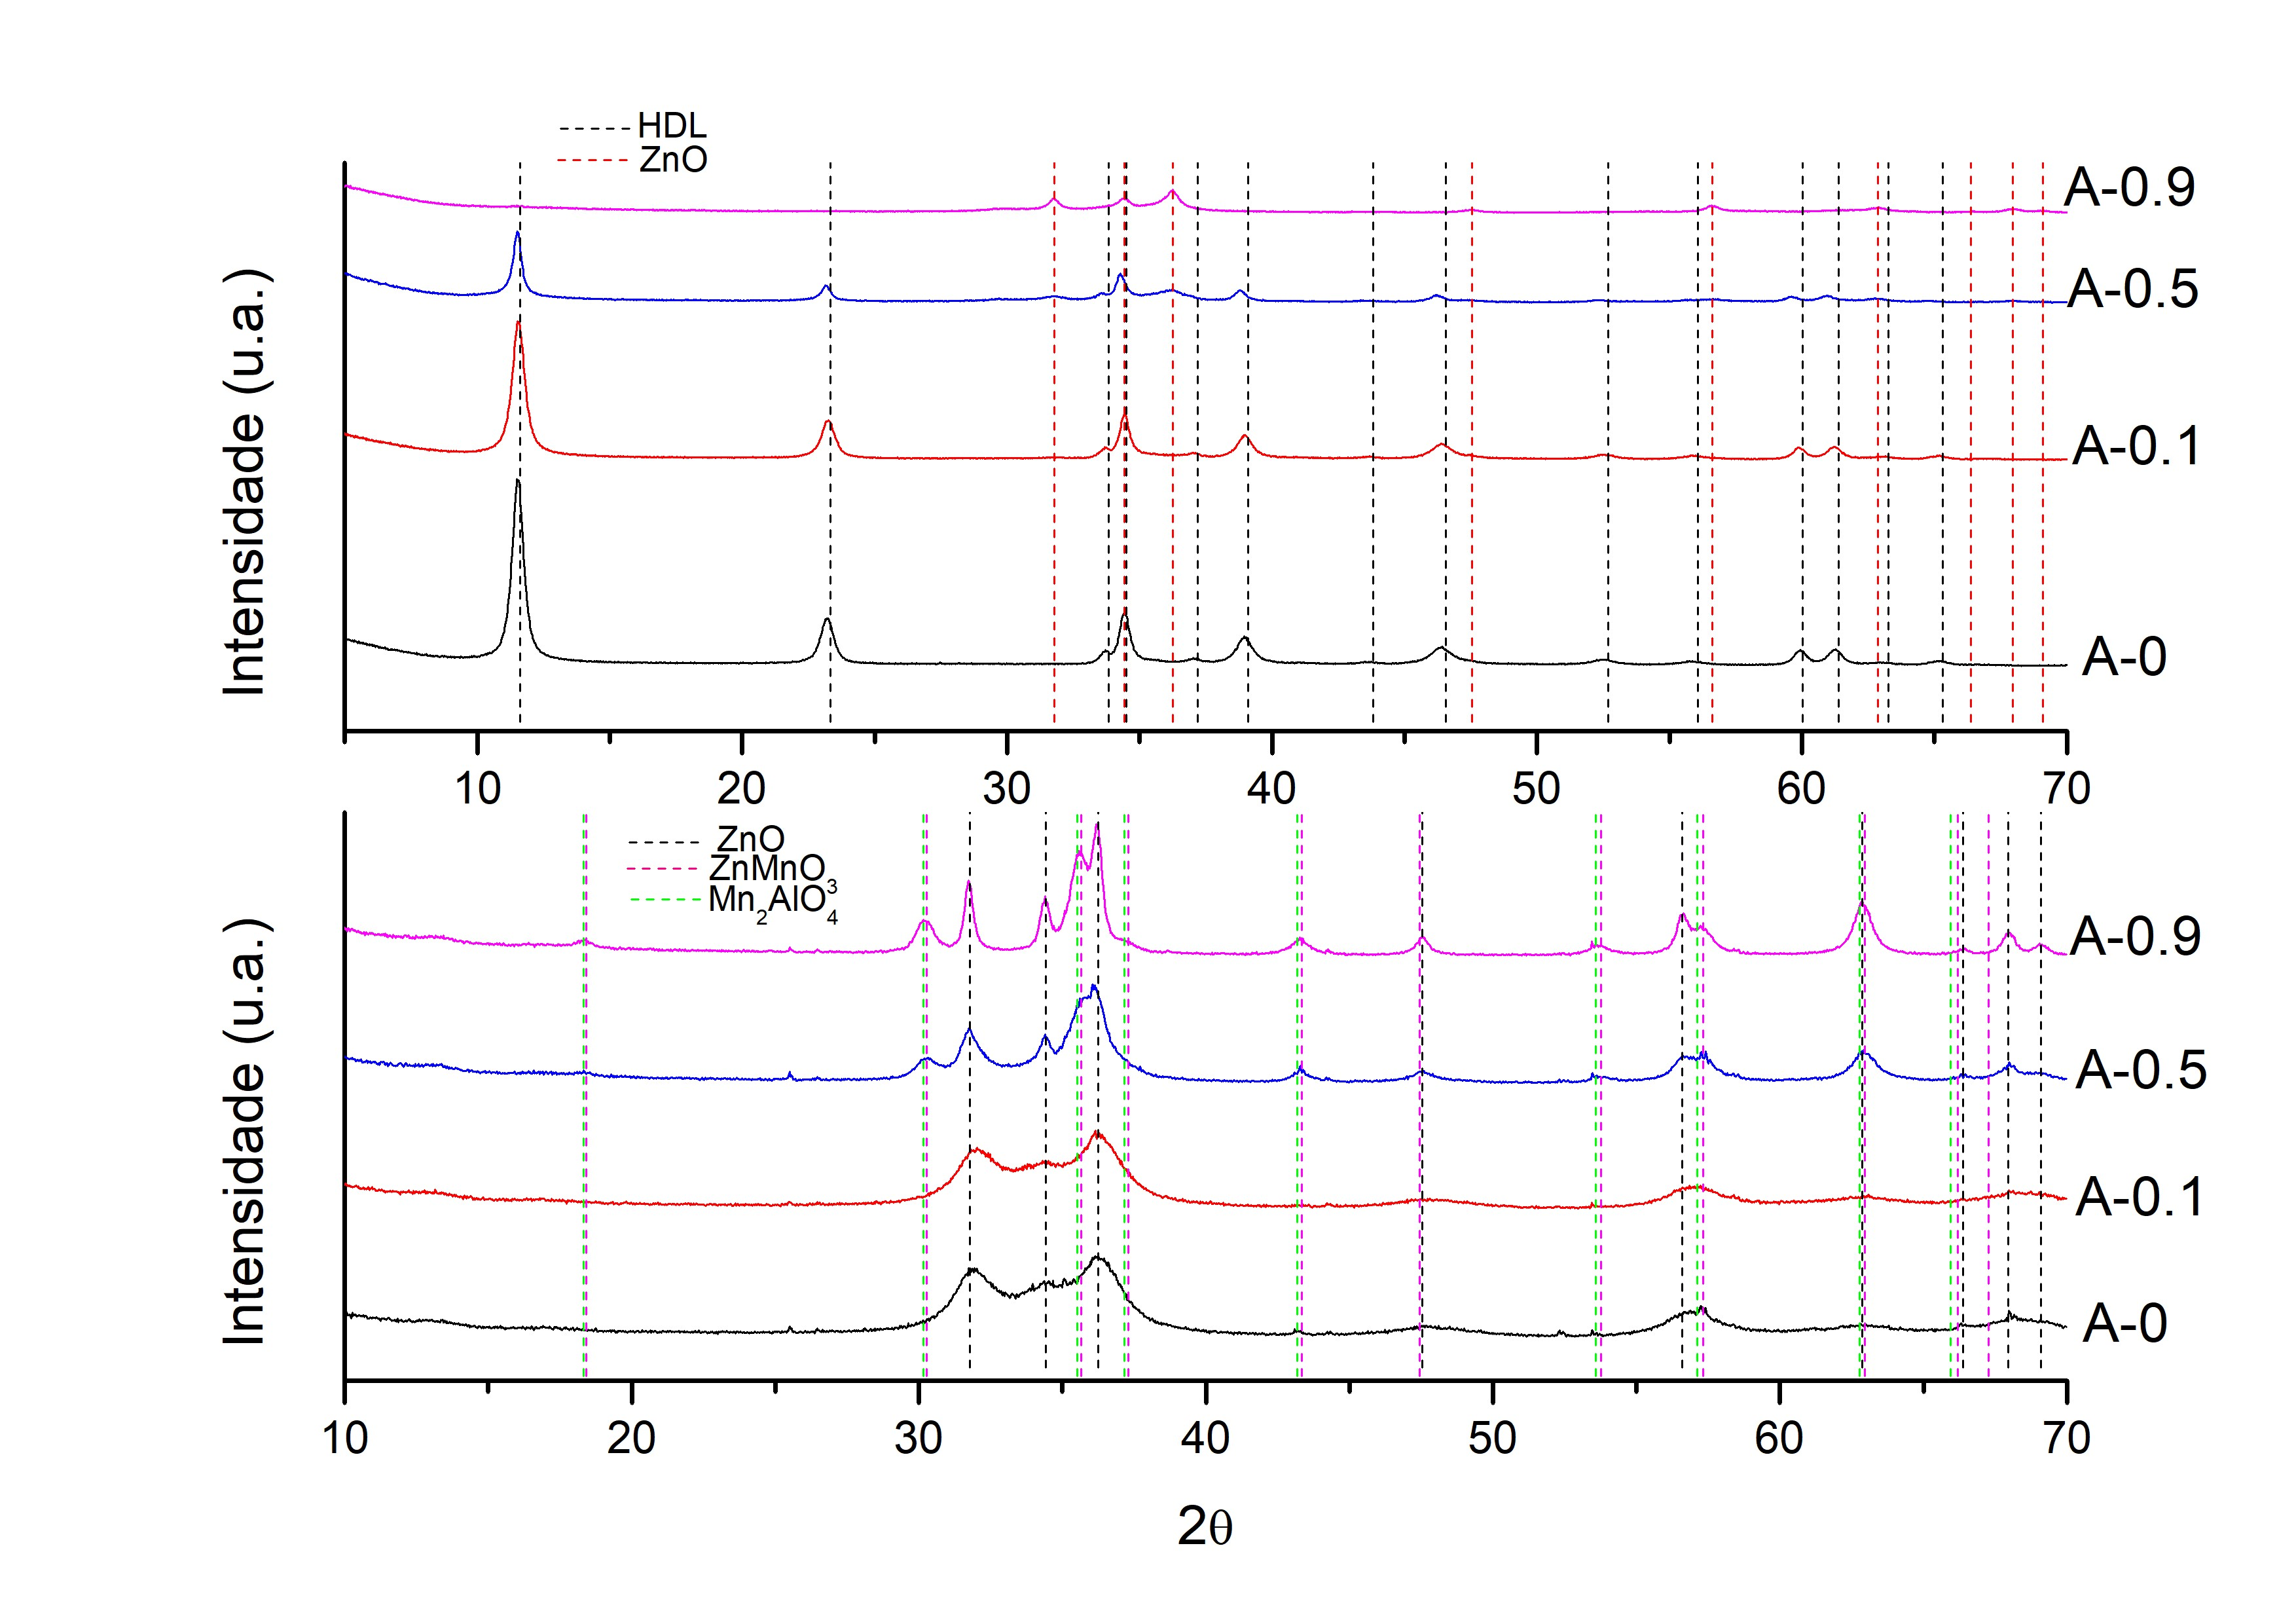 HDL
ZnO
A-0.9
A-0.5
A-0.1
A-0
Intensidade (u.a.)
10 20 30 40 50 60 70
ZnO
ZnMnO3
Mn2AlO4
A-0.9
A-0.5
A-0.1
A-0
Intensidade (u.a.)
10 20 30 40 50 60 70
2θ